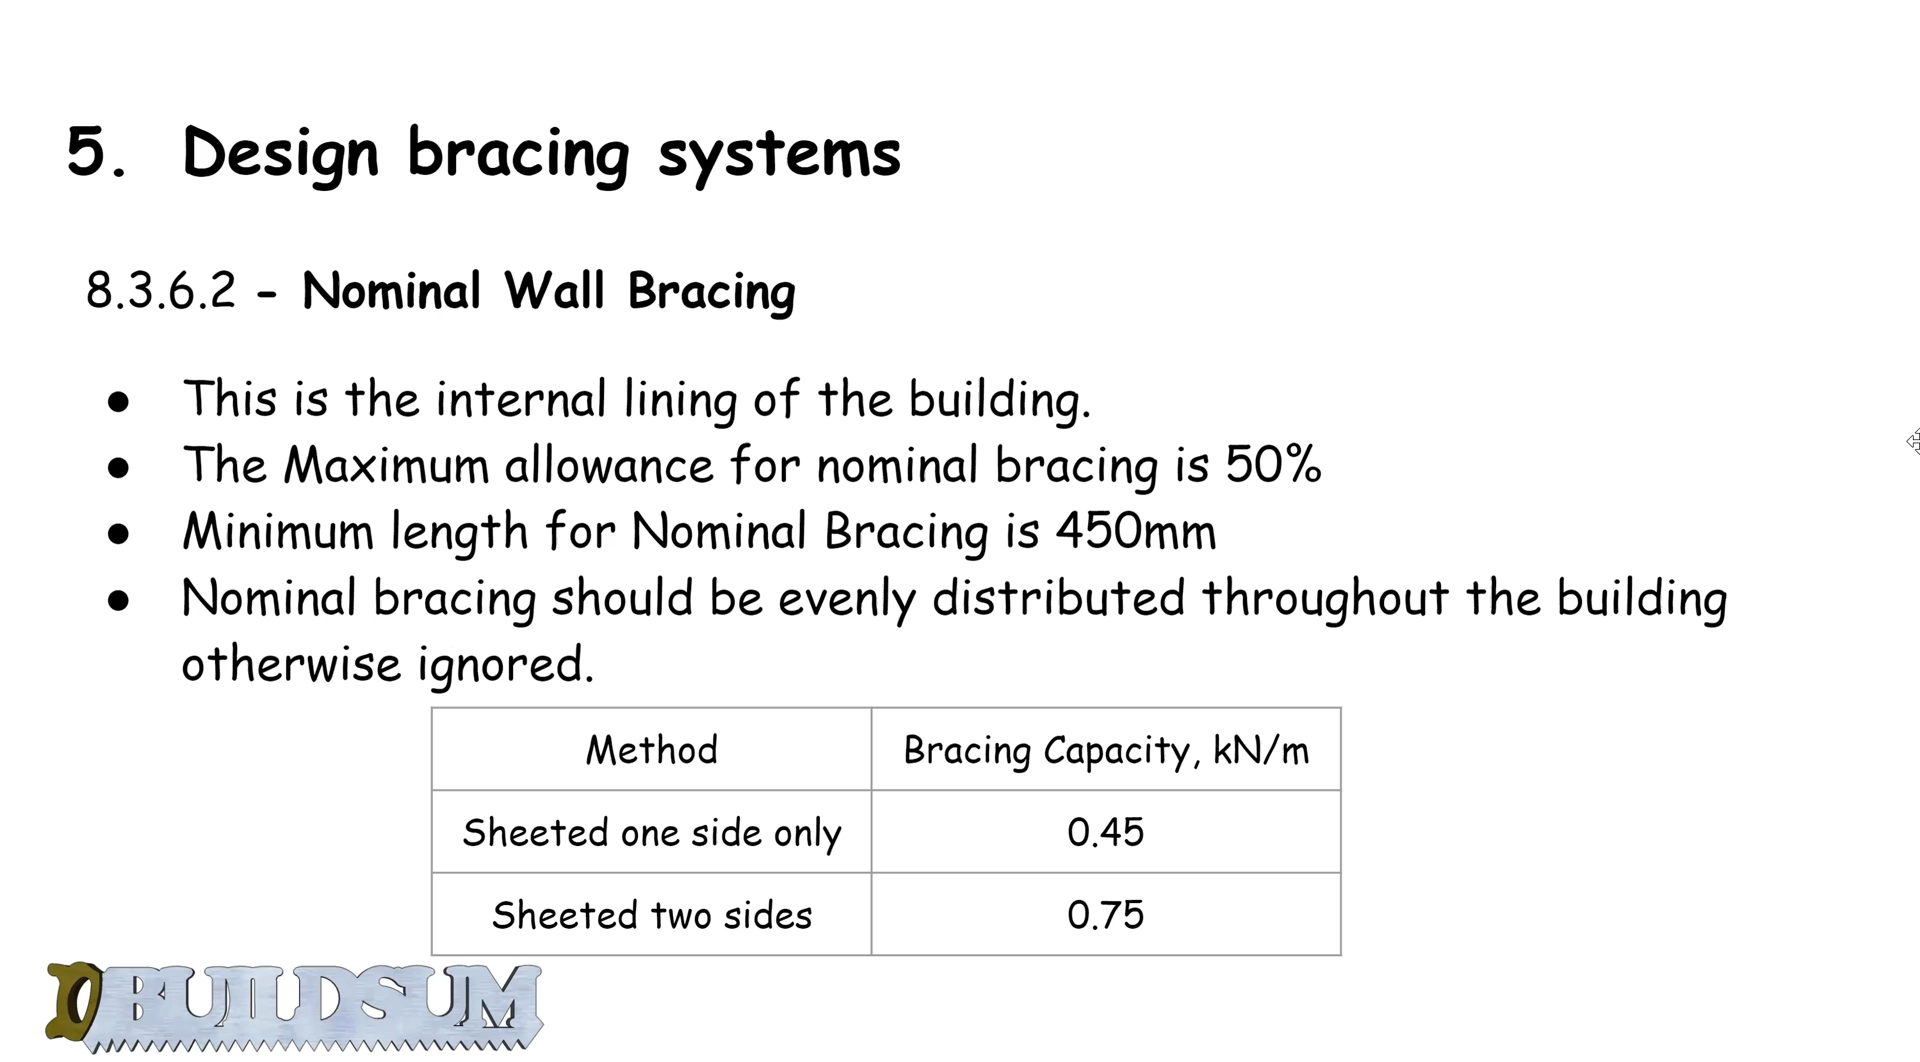 5. Design bracing systems
8.3.6.2 - Nominal Wall Bracing
● This is the internal lining of the building.
● The Maximum allowance for nominal bracing is 50%
● Minimum length for Nominal Bracing is 450mm
● Nominal bracing should be evenly distributed throughout the building
otherwise ignored.
Method Bracing Capacity, kN/m
Sheeted one side only 0.45
Sheeted two sides 0.75
BUILDSUM